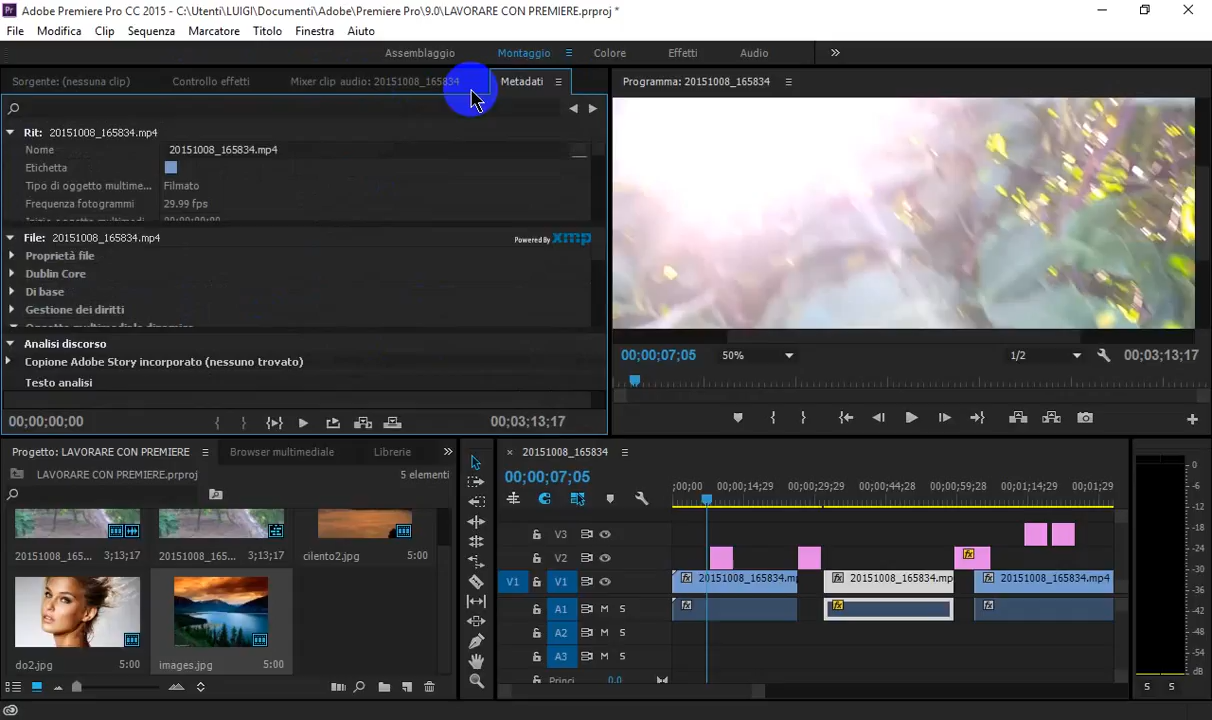 Adobe Premiere Pro CC 2015 - C:\Utenti\LUIGI\Documenti\Adobe\Premiere Pro\9.0\LAVORARE CON PREMIERE.prproj *
File Modifica Clip Sequenza Marcatore Titolo Finestra Aiuto
Assemblaggio Montaggio Colore Effetti Audio
Sorgente: (nessuna clip) Controllo effetti Mixer clip audio: 20151008_165834 Metadati
Programma: 20151008_165834
Rit: 20151008_165834.mp4
Nome 20151008_165834.mp4
Etichetta
Tipo di oggetto multime... Filmato
Frequenza fotogrammi 29.99 fps
File: 20151008_165834.mp4
Powered By xmp
Proprietà file
Dublin Core
Di base
Gestione dei diritti
Analisi discorso
Copione Adobe Story incorporato (nessuno trovato)
Testo analisi
00;00;00;00 00;03;13;17
00;00;07;05 50% 1/2 00;03;13;17
Progetto: LAVORARE CON PREMIERE Browser multimediale Librerie
LAVORARE CON PREMIERE.prproj 5 elementi
20151008_165... 3;13;17 20151008_165... 3;13;17 cilento2.jpg 5:00
do2.jpg 5:00 images.jpg 5:00
20151008_165834
00;00;07;05
;00;00 00;00;14;29 00;00;29;29 00;00;44;28 00;00;59;28 00;01;14;29 00;01;29
V3
V2
V1 V1 20151008_165834.mp 20151008_165834.mp 20151008_165834.mp4
A1 M S
A2 M S
A3 M S
Princi 0,0
0
-6
-12
-18
-24
-30
-36
-42
-48
-54
dB
S S